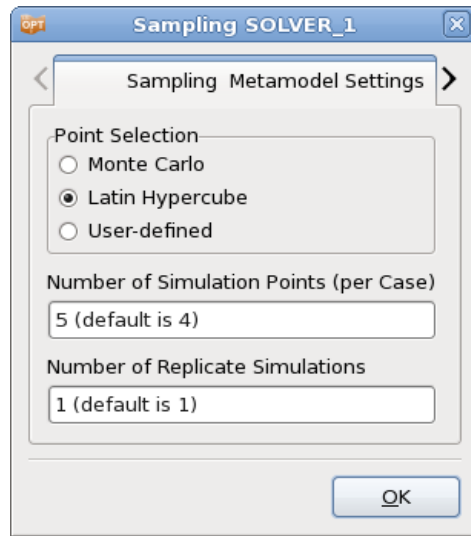 OPT Sampling SOLVER_1
Sampling Metamodel Settings
Point Selection
Monte Carlo
Latin Hypercube
User-defined
Number of Simulation Points (per Case)
5 (default is 4)
Number of Replicate Simulations
1 (default is 1)
OK